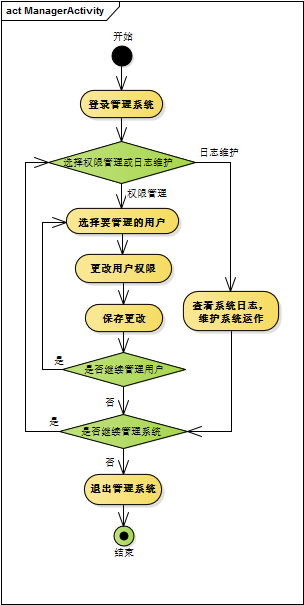 act ManagerActivity
开始
登录管理系统
选择权限管理或日志维护
日志维护
权限管理
选择要管理的用户
更改用户权限
保存更改
查看系统日志，
维护系统运作
是
是否继续管理用户
否
是
是否继续管理系统
否
退出管理系统
结束